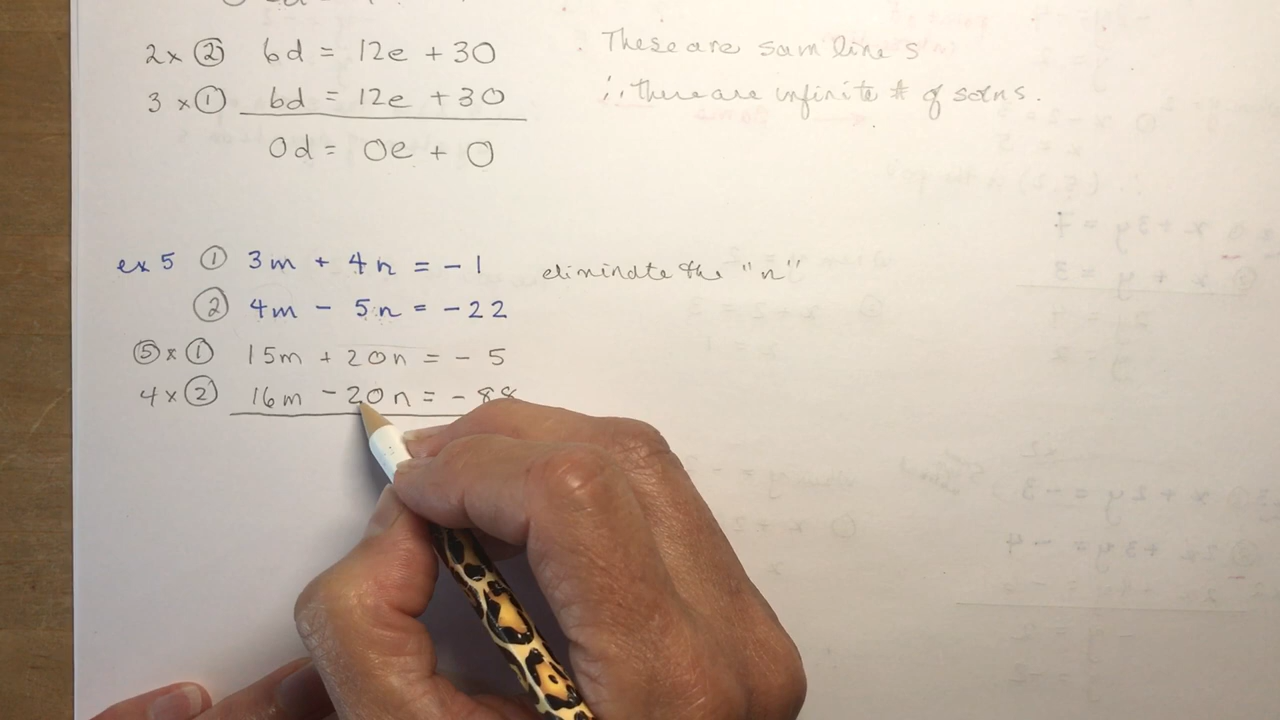 2 x ② 6d = 12e + 30
3 x ① 6d = 12e + 30
0d = 0e + 0
These are sam lines
∴ there are infinite # of solns.
ex 5 ① 3m + 4n = -1
② 4m - 5n = -22
eliminate the "n"
⑤ x ① 15m + 20n = - 5
4 x ② 16m - 20n = - 88